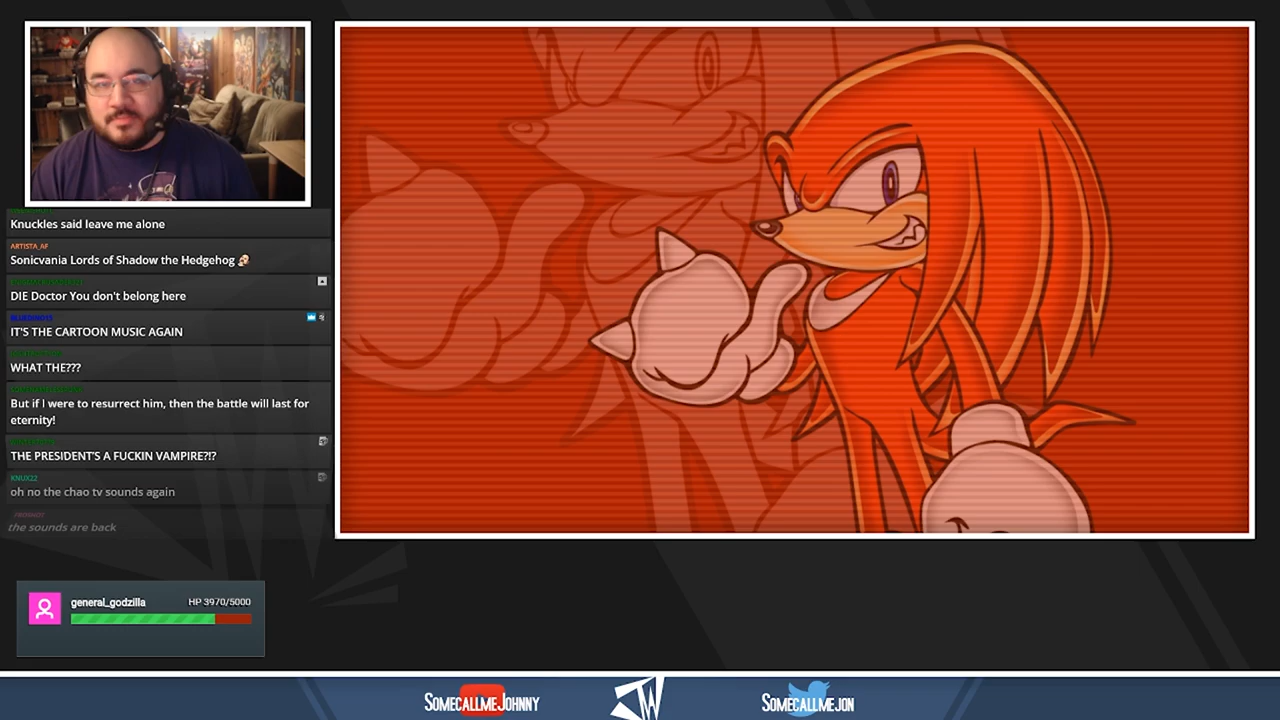 Knuckles said leave me alone
ARTISTA_AF
Sonicvania Lords of Shadow the Hedgehog
DIE Doctor You don't belong here
IT'S THE CARTOON MUSIC AGAIN
WHAT THE???
But if I were to resurrect him, then the battle will last for
eternity!
THE PRESIDENT'S A FUCKIN VAMPIRE?!?
KNUX22
oh no the chao tv sounds again
the sounds are back
general_godzilla HP 3970/5000
SOMECALLMEJOHNNY
SOMECALLMEJON